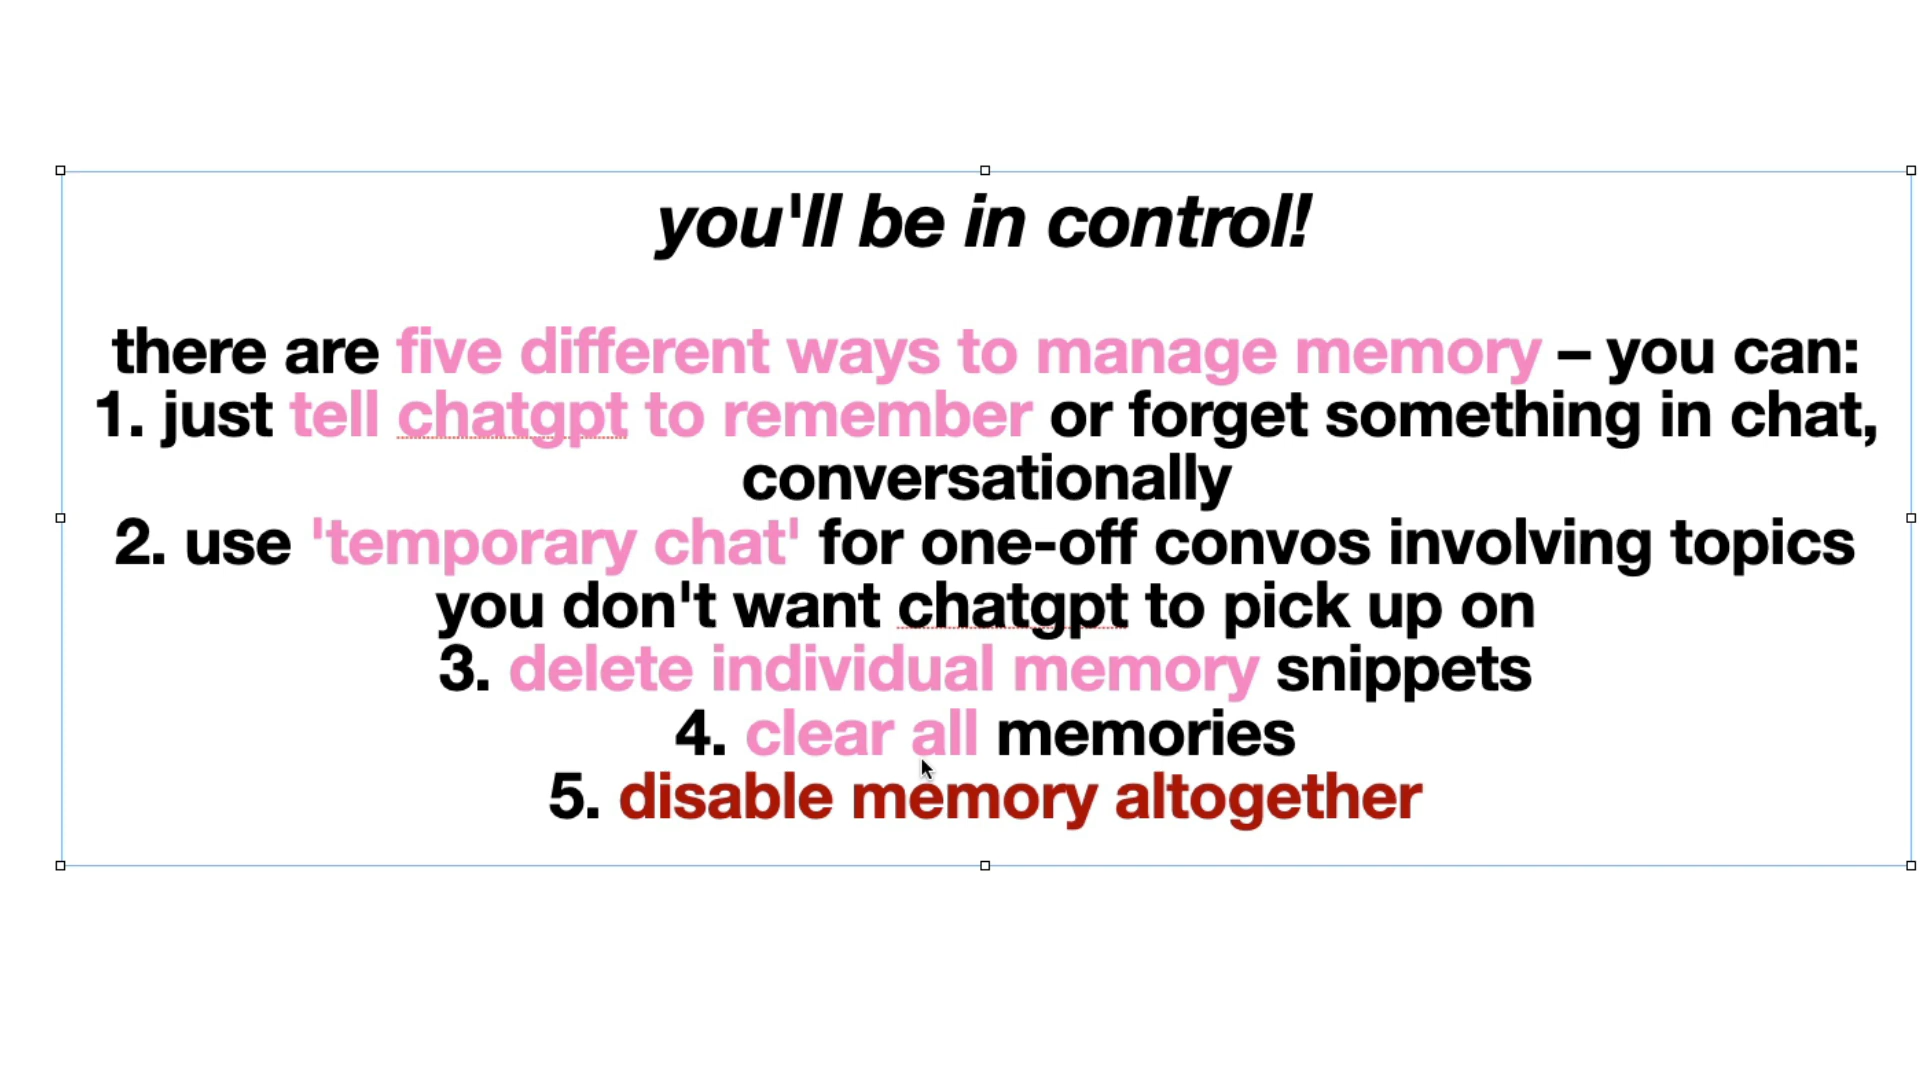 you'll be in control!
there are five different ways to manage memory – you can:
1. just tell chatgpt to remember or forget something in chat,
conversationally
2. use 'temporary chat' for one-off convos involving topics
you don't want chatgpt to pick up on
3. delete individual memory snippets
4. clear all memories
5. disable memory altogether